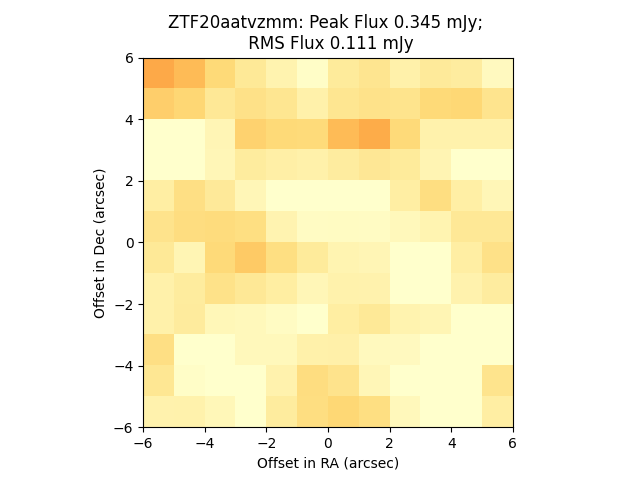 ZTF20aatvzmm: Peak Flux 0.345 mJy;
RMS Flux 0.111 mJy
6
4
2
0
−2
−4
−6
Offset in Dec (arcsec)
−6 −4 −2 0 2 4 6
Offset in RA (arcsec)